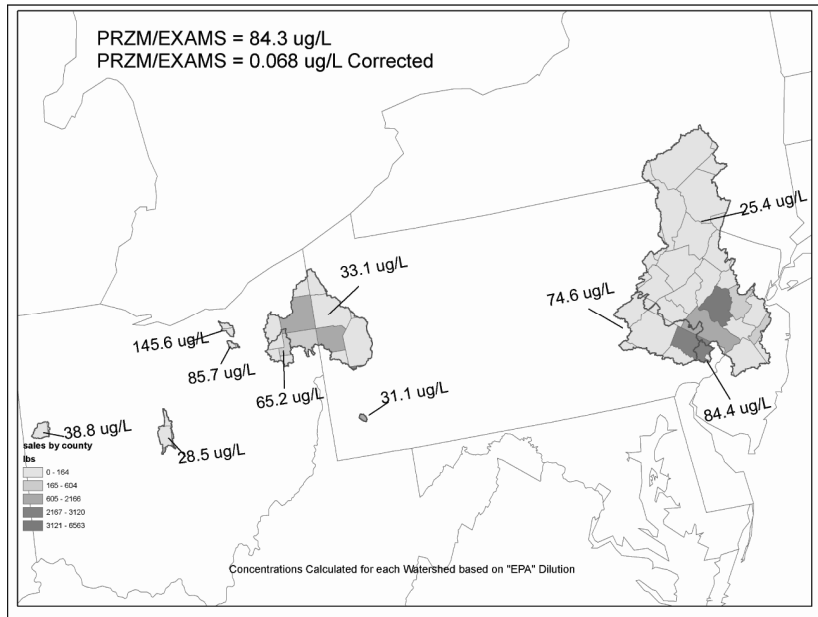 PRZM/EXAMS = 84.3 ug/L
PRZM/EXAMS = 0.068 ug/L Corrected
25.4 ug/L
33.1 ug/L
74.6 ug/L
145.6 ug/L
85.7 ug/L
65.2 ug/L
31.1 ug/L
84.4 ug/L
38.8 ug/L
28.5 ug/L
sales by county
lbs
0 - 164
165 - 604
605 - 2166
2167 - 3120
3121 - 6563
Concentrations Calculated for each Watershed based on "EPA" Dilution